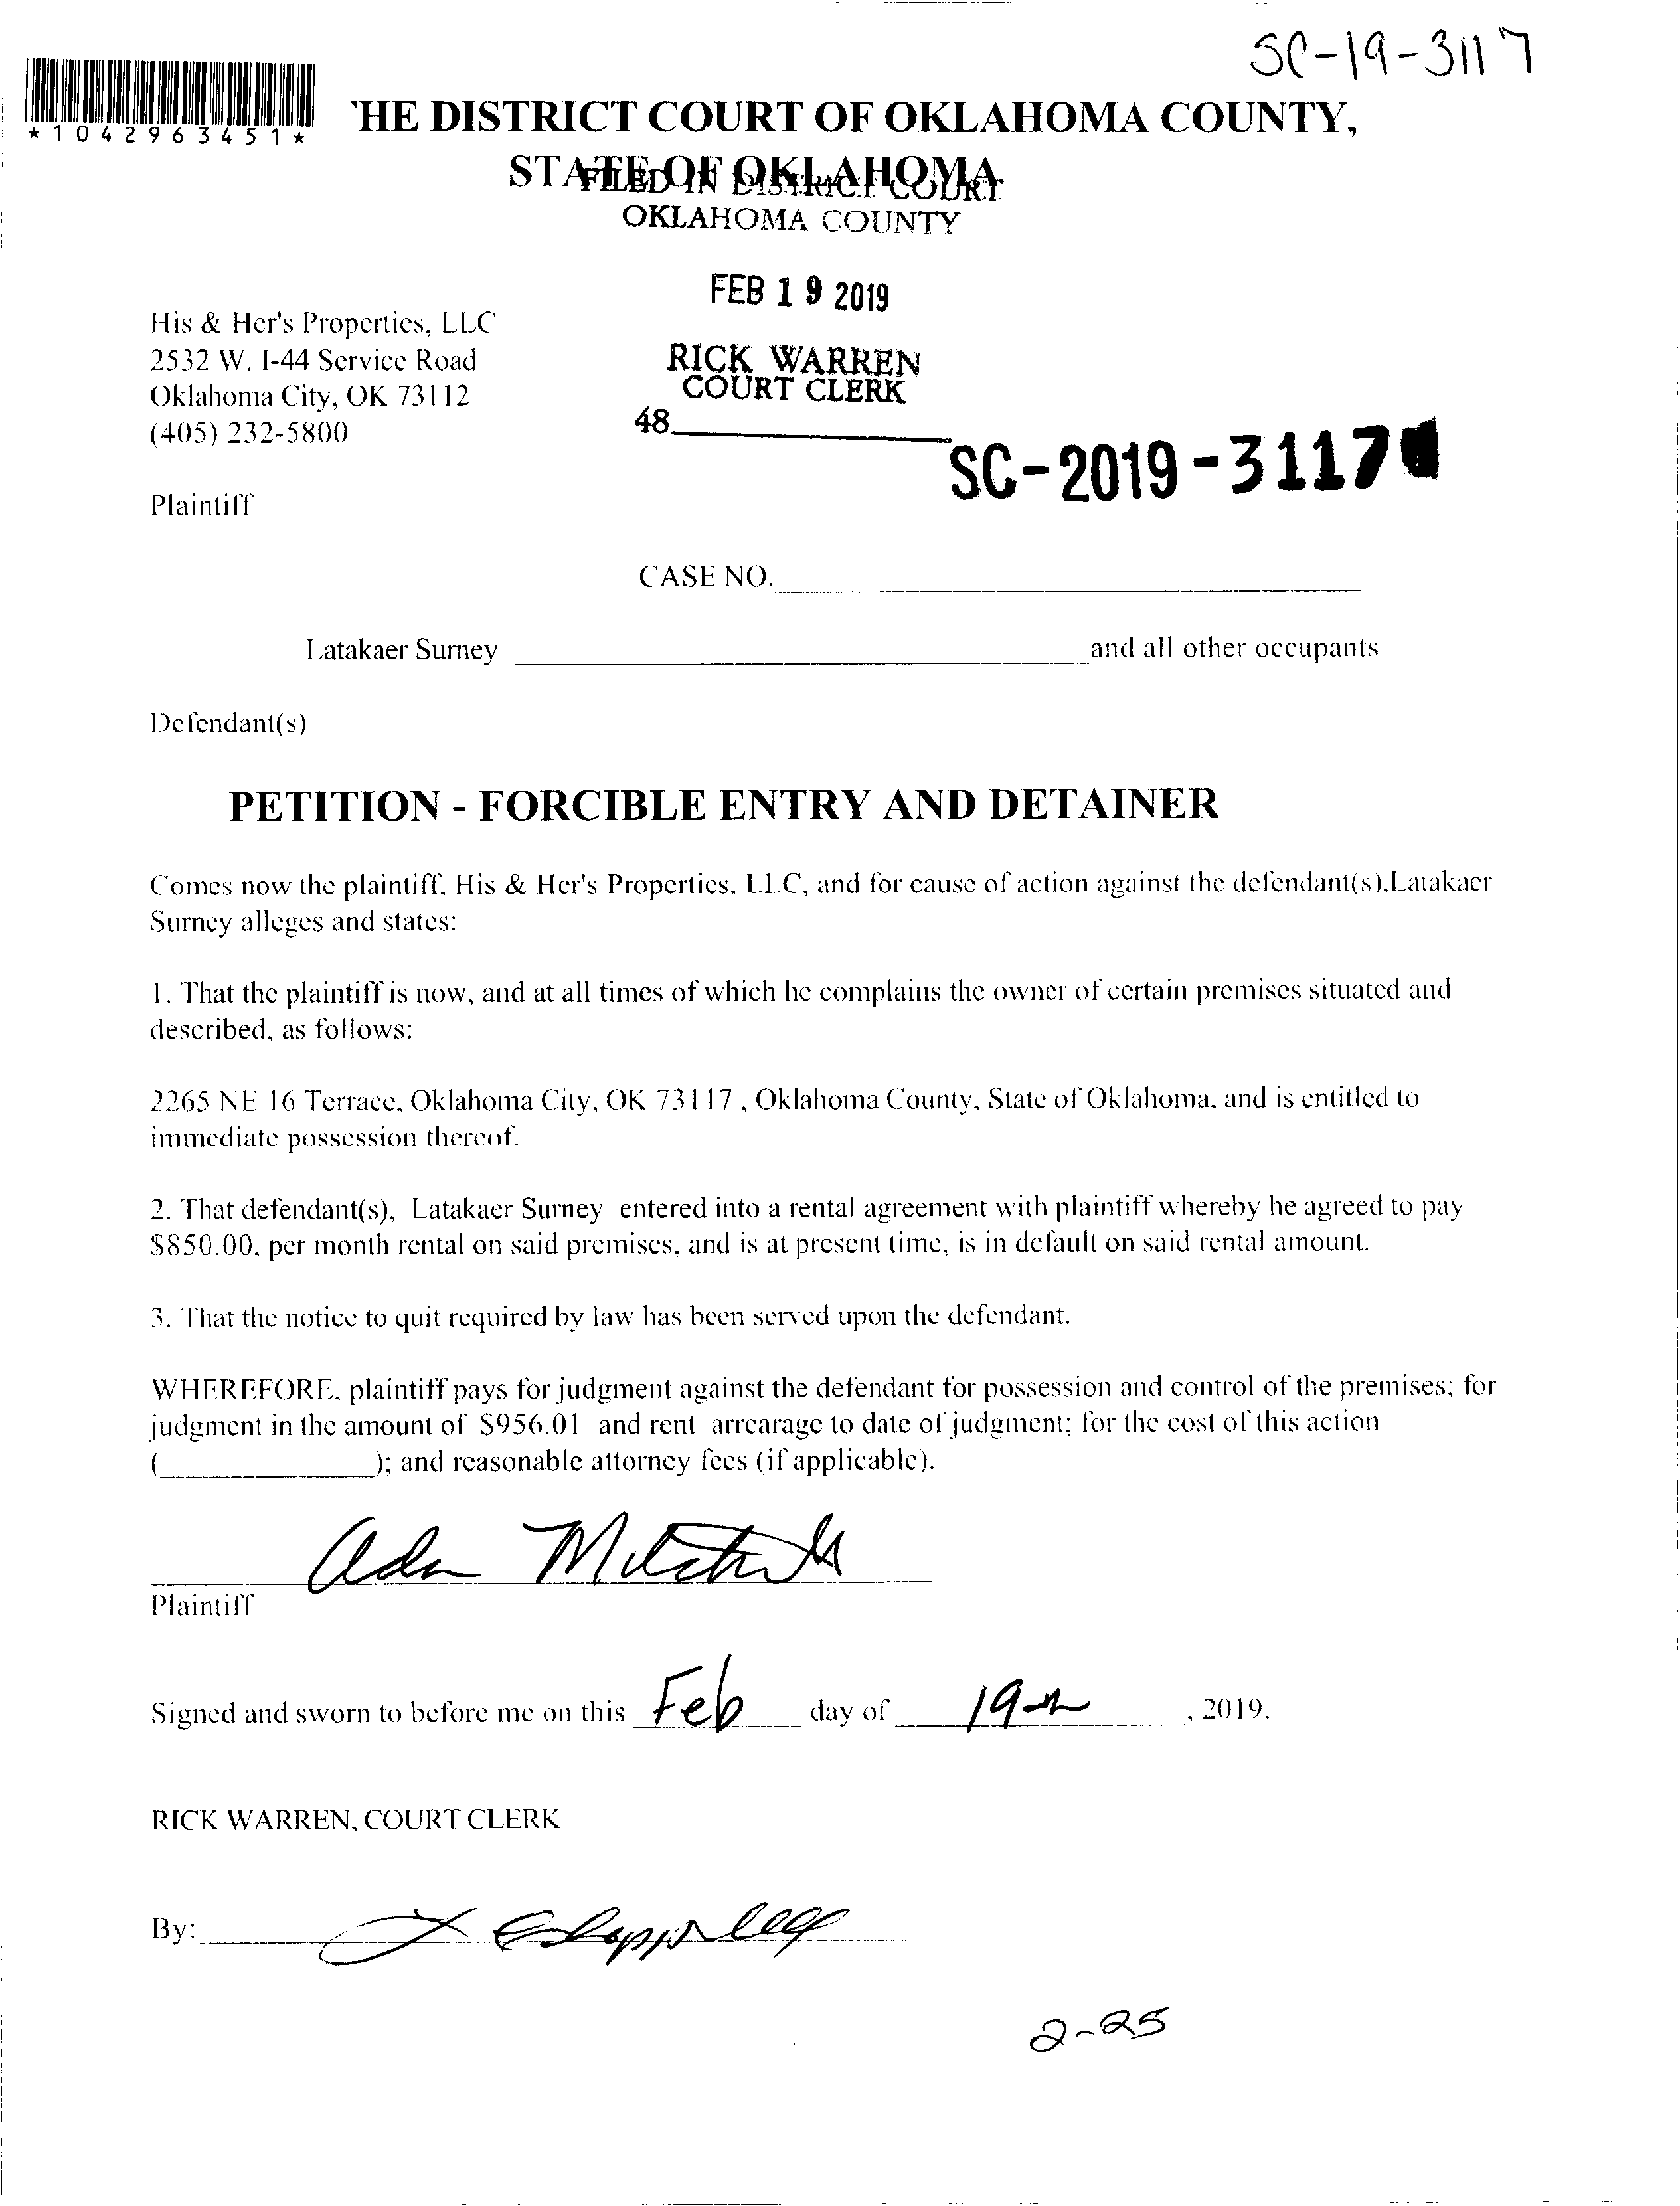 SC-19-3117
*1042963451*
'HE DISTRICT COURT OF OKLAHOMA COUNTY,
STATE OF OKLAHOMA
FILED IN DISTRICT COURT
OKLAHOMA COUNTY
FEB 19 2019
His & Her's Properties, LLC
2532 W. I-44 Service Road
RICK WARREN
COURT CLERK
Oklahoma City, OK 73112
(405) 232-5800
48
SC-2019-3117
Plaintiff
CASE NO.
Latakaer Surney and all other occupants
Defendant(s)
PETITION - FORCIBLE ENTRY AND DETAINER
Comes now the plaintiff, His & Her's Properties, LLC, and for cause of action against the defendant(s),Latakaer
Surney alleges and states:
1. That the plaintiff is now, and at all times of which he complains the owner of certain premises situated and
described, as follows:
2265 NE 16 Terrace, Oklahoma City, OK 73117 , Oklahoma County, State of Oklahoma, and is entitled to
immediate possession thereof.
2. That defendant(s), Latakaer Surney entered into a rental agreement with plaintiff whereby he agreed to pay
$850.00, per month rental on said premises, and is at present time, is in default on said rental amount.
3. That the notice to quit required by law has been served upon the defendant.
WHEREFORE, plaintiff pays for judgment against the defendant for possession and control of the premises; for
judgment in the amount of $956.01 and rent arrearage to date of judgment; for the cost of this action
(______________); and reasonable attorney fees (if applicable).
Plaintiff
Signed and sworn to before me on this Feb day of 19th , 2019.
RICK WARREN, COURT CLERK
By:
2-25